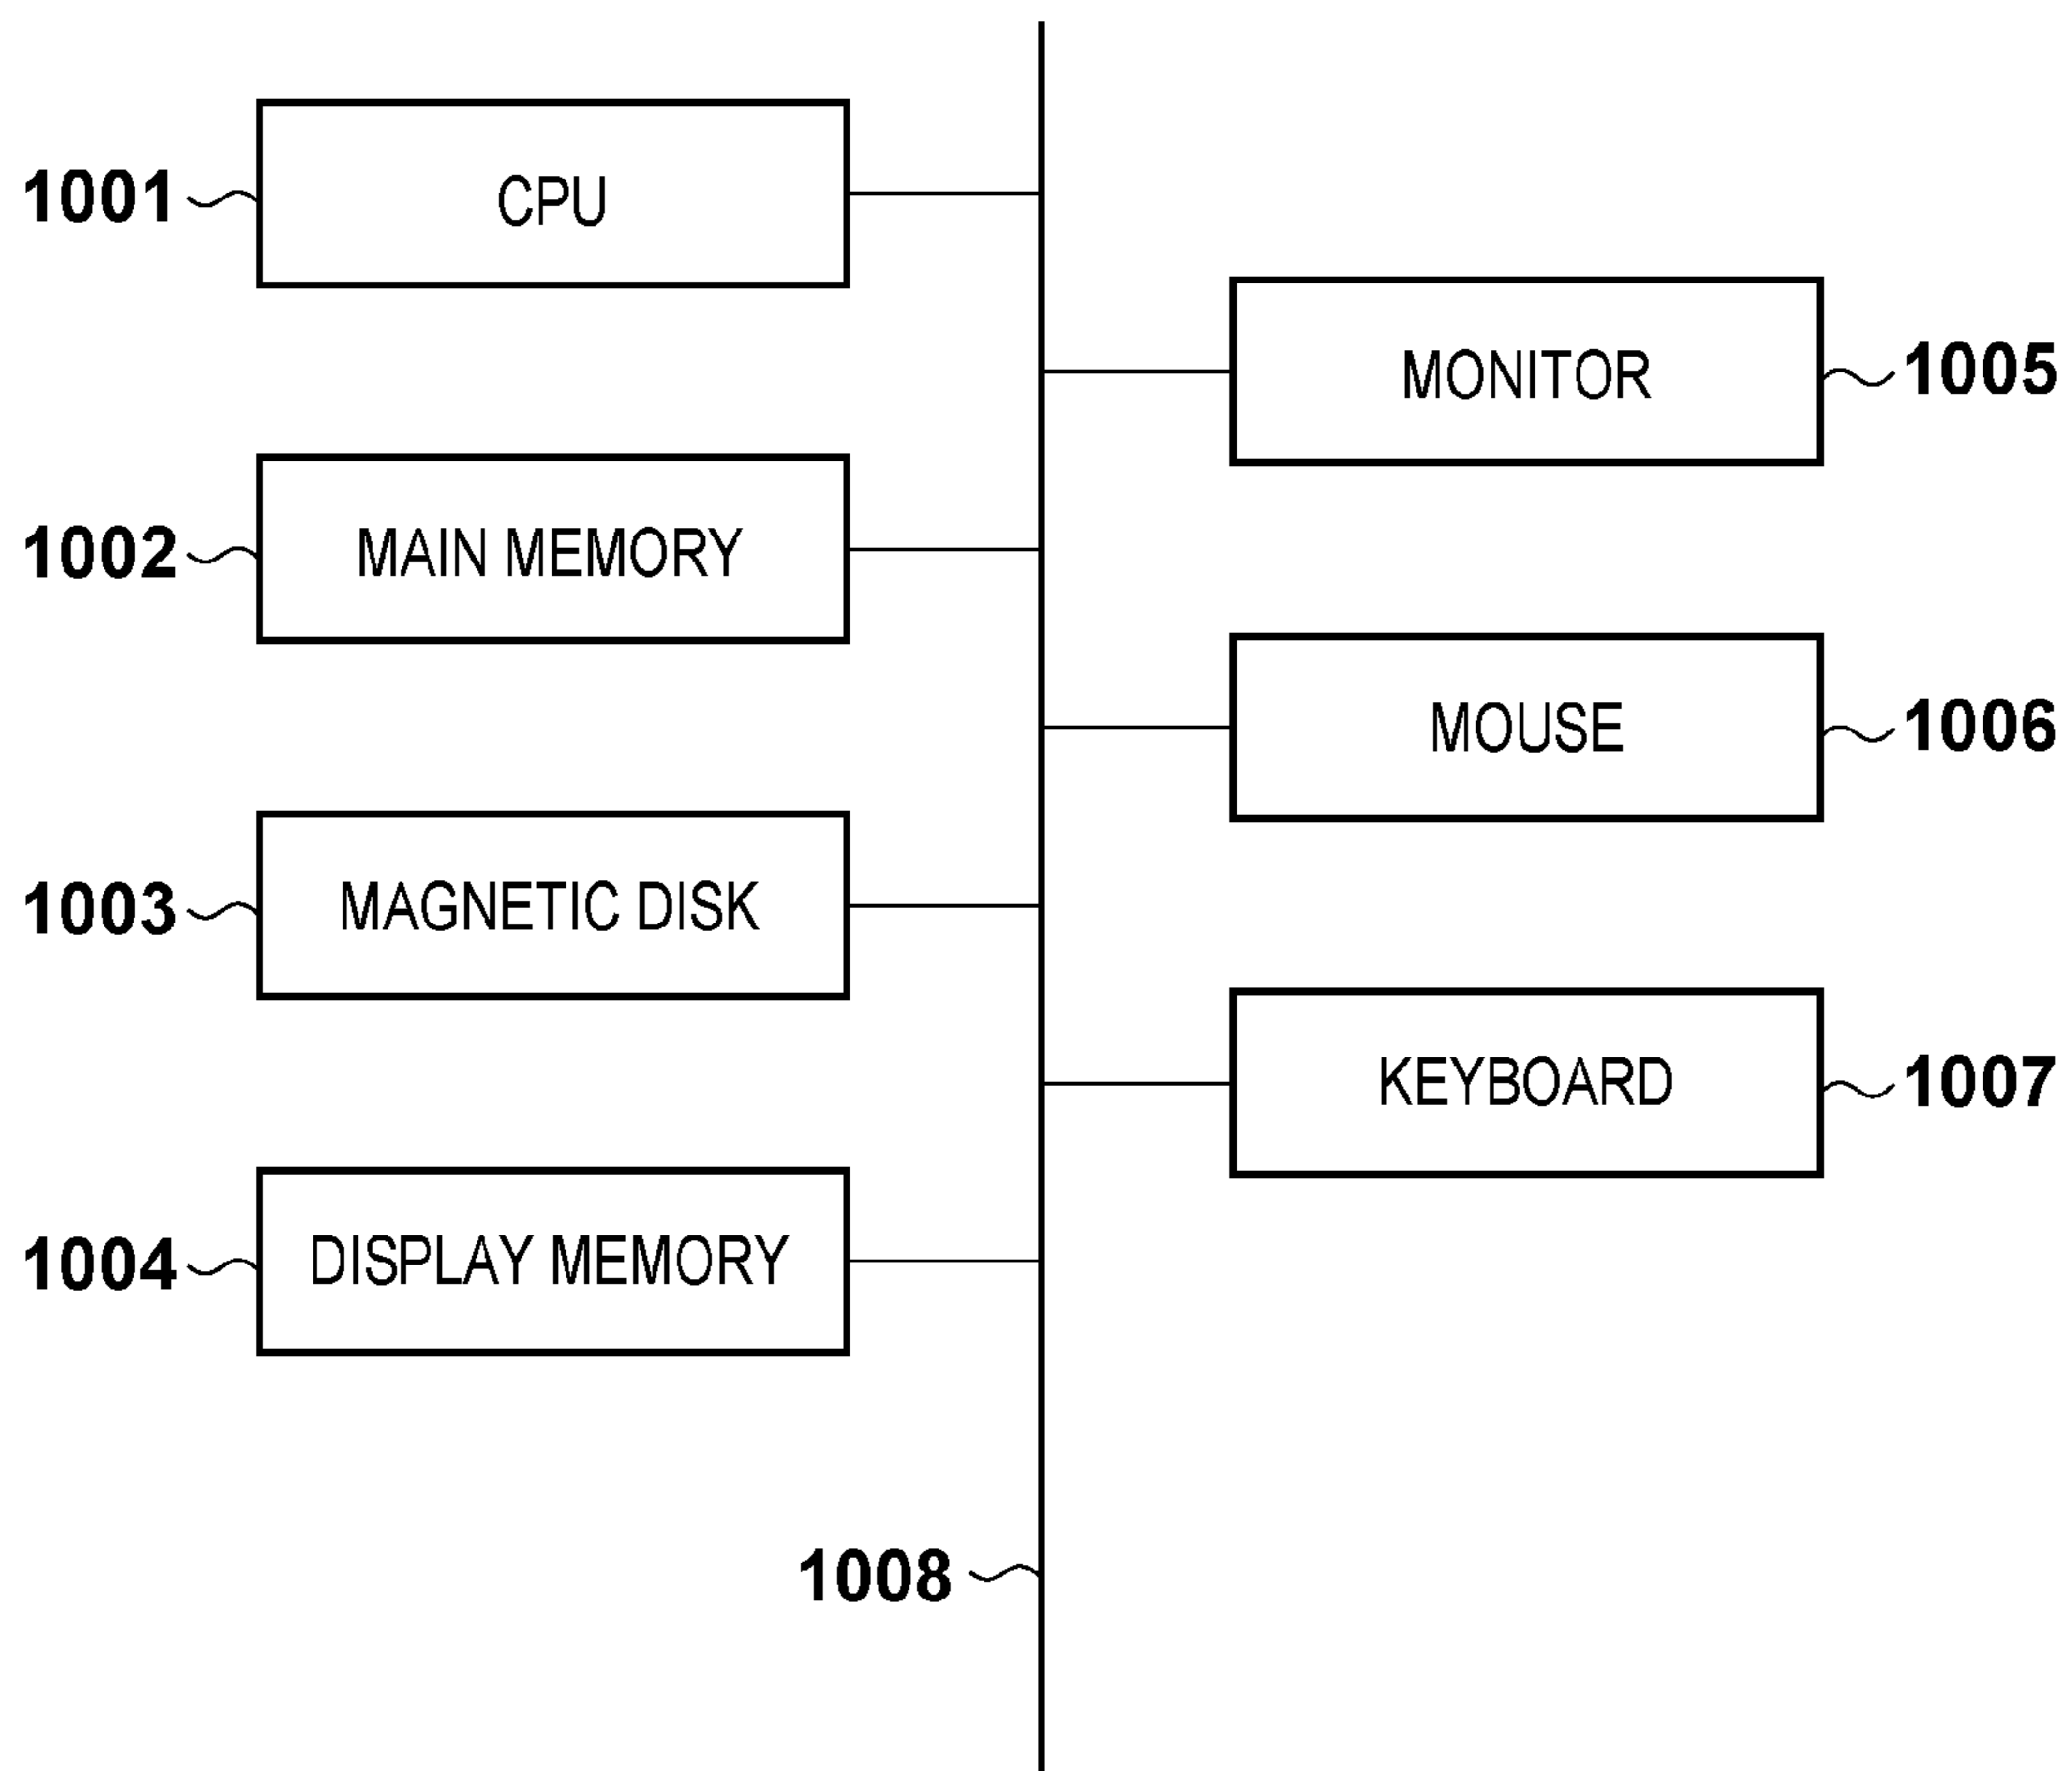 1001
CPU
1002
MAIN MEMORY
1003
MAGNETIC DISK
1004
DISPLAY MEMORY
MONITOR
1005
MOUSE
1006
KEYBOARD
1007
1008